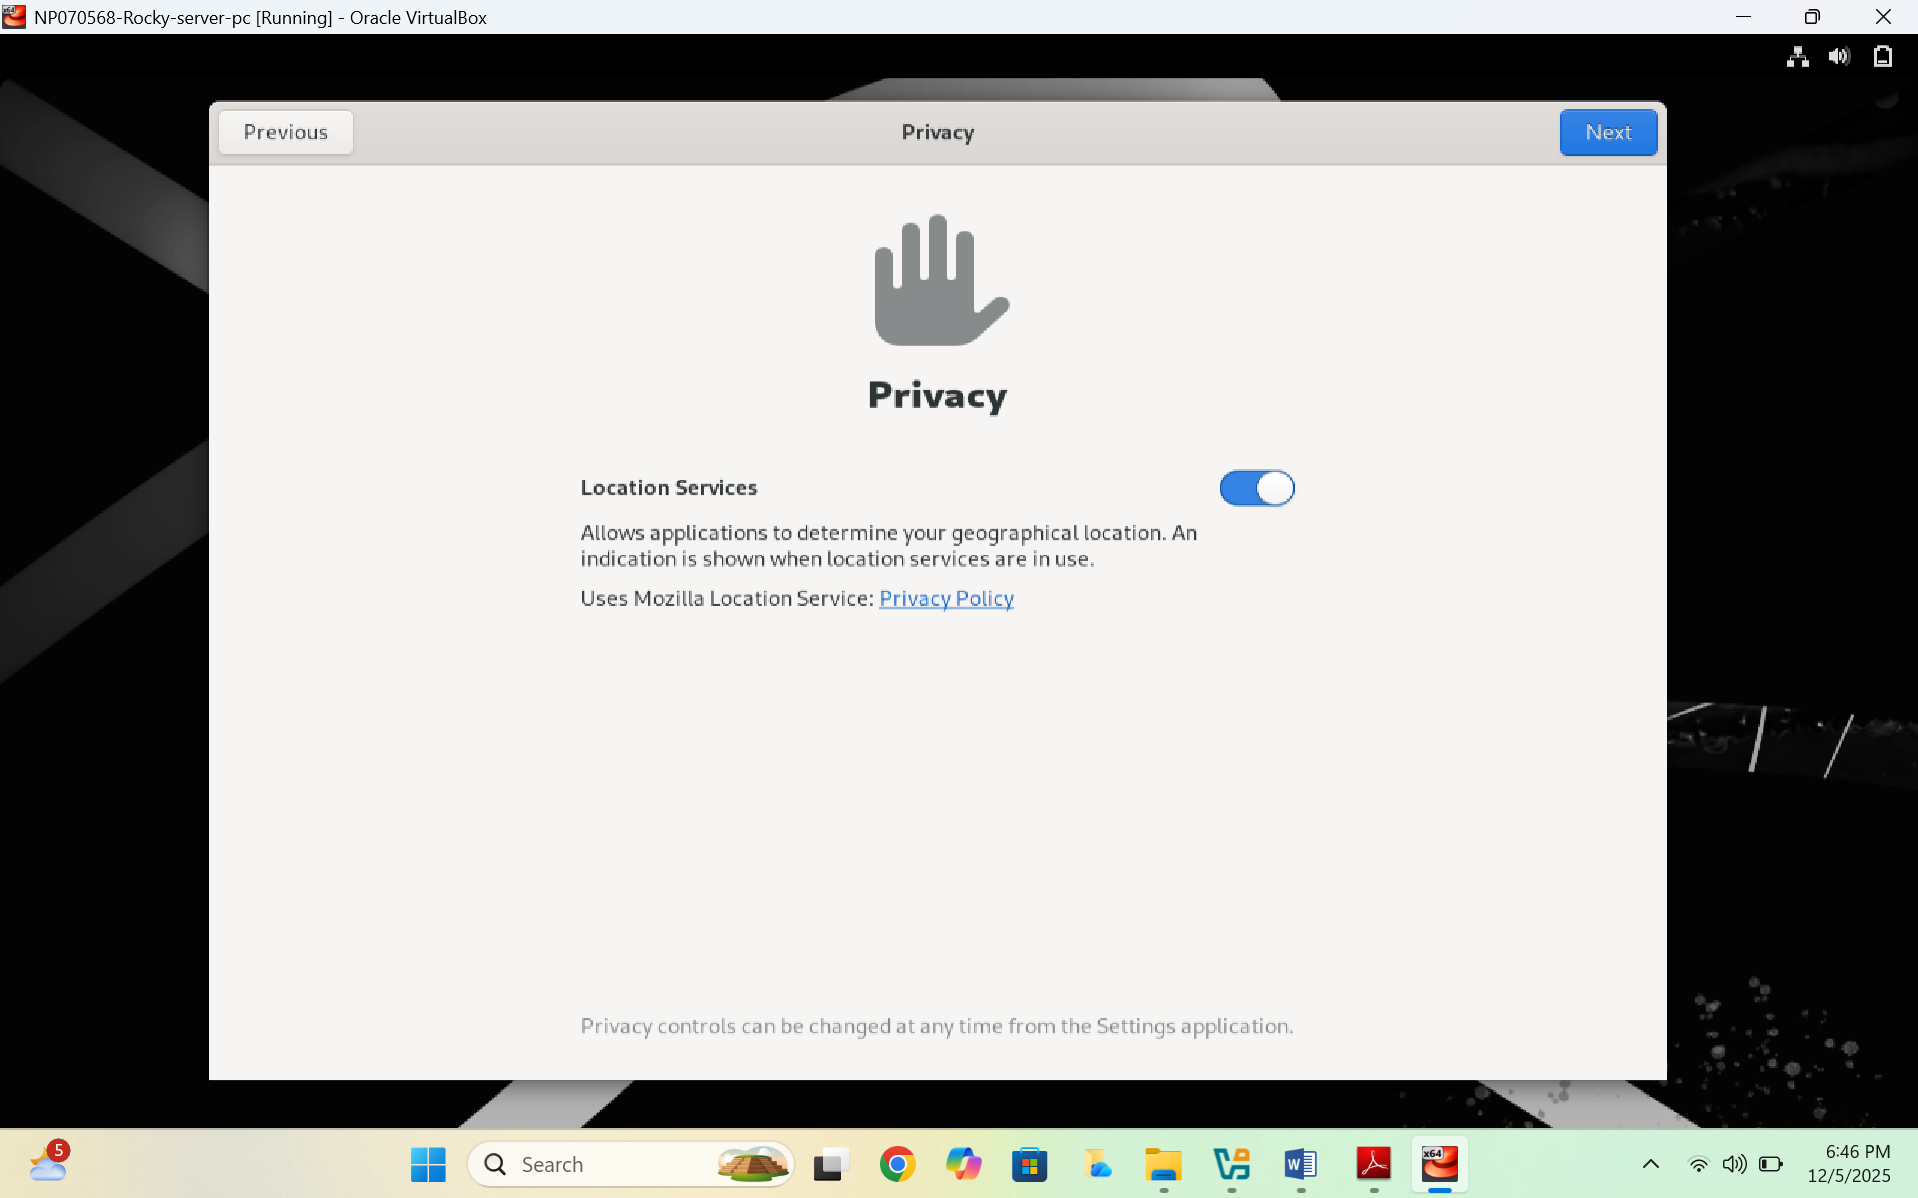 NP070568-Rocky-server-pc [Running] - Oracle VirtualBox
Previous
Privacy
Next
Privacy
Location Services
Allows applications to determine your geographical location. An
indication is shown when location services are in use.
Uses Mozilla Location Service: Privacy Policy
Privacy controls can be changed at any time from the Settings application.
5
Search
x64
6:46 PM
12/5/2025